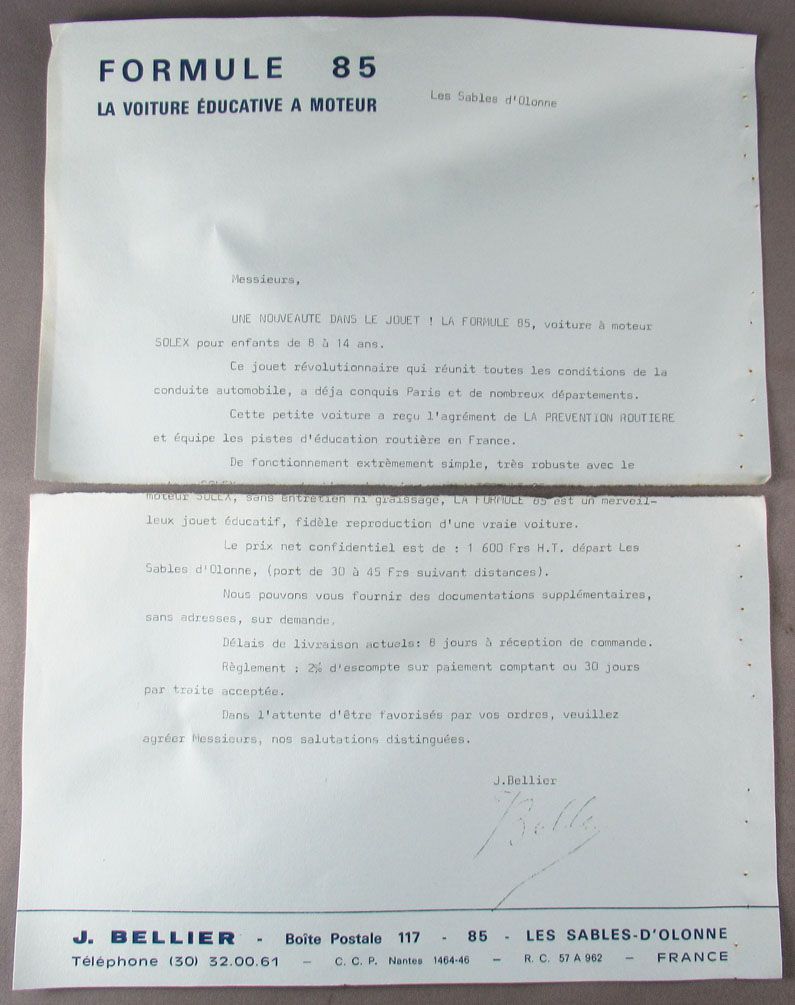 FORMULE 85
LA VOITURE ÉDUCATIVE A MOTEUR
Les Sables d'Olonne
Messieurs,
UNE NOUVEAUTE DANS LE JOUET ! LA FORMULE 85, voiture à moteur
SOLEX pour enfants de 8 à 14 ans.
Ce jouet révolutionnaire qui réunit toutes les conditions de la
conduite automobile, a déja conquis Paris et de nombreux départements.
Cette petite voiture a reçu l'agrément de LA PREVENTION ROUTIERE
et équipe les pistes d'éducation routière en France.
De fonctionnement extrèmement simple, très robuste avec le
moteur SOLEX, sans entretien ni graissage, LA FORMULE 85 est un merveil-
leux jouet éducatif, fidèle reproduction d'une vraie voiture.
Le prix net confidentiel est de : 1 600 Frs H.T. départ Les
Sables d'Olonne, (port de 30 à 45 Frs suivant distances).
Nous pouvons vous fournir des documentations supplémentaires,
sans adresses, sur demande.
Délais de livraison actuels: 8 jours à réception de commande.
Règlement : 2% d'escompte sur paiement comptant ou 30 jours
par traite acceptée.
Dans l'attente d'être favorisés par vos ordres, veuillez
agréer Messieurs, nos salutations distinguées.
J.Bellier
J. BELLIER - Boîte Postale 117 - 85 - LES SABLES-D'OLONNE
Téléphone (30) 32.00.61 — C. C. P. Nantes 1464-46 — R. C. 57 A 962 — FRANCE